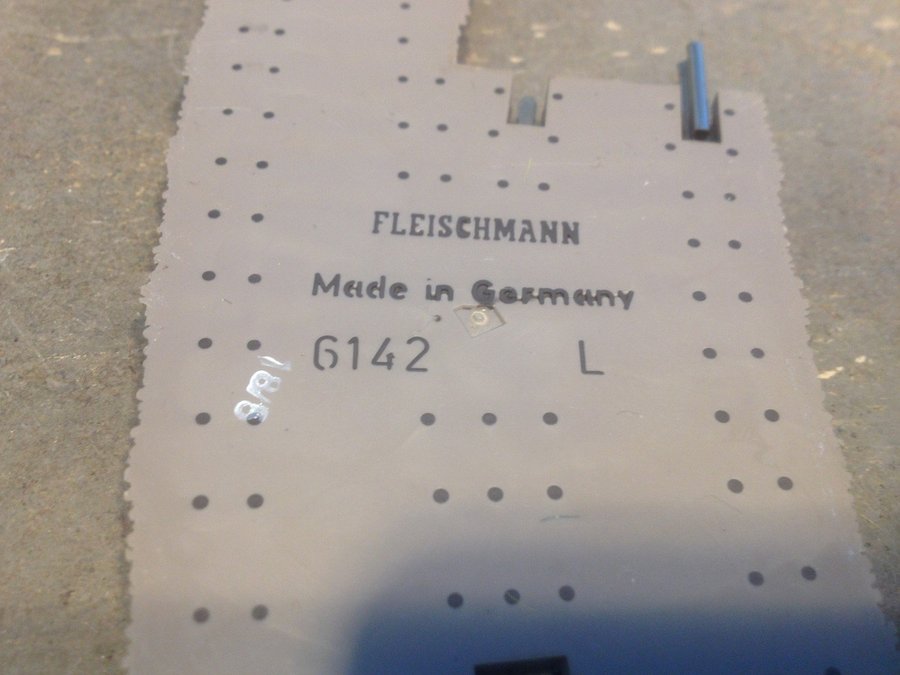 FLEISCHMANN
Made in Germany
6142 L